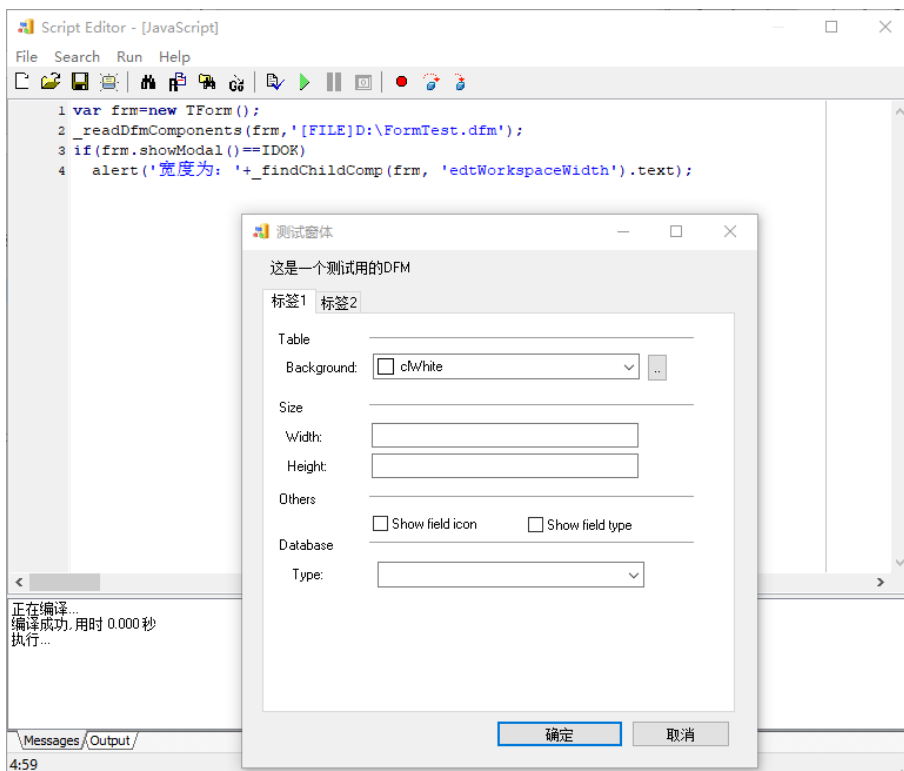 Script Editor - [JavaScript]
File Search Run Help
1 var frm=new TForm();
2 _readDfmComponents(frm,'[FILE]D:\FormTest.dfm');
3 if(frm.showModal()==IDOK)
4 alert('宽度为: '+_findChildComp(frm, 'edtWorkspaceWidth').text);
测试窗体
这是一个测试用的DFM
标签1 标签2
Table
Background: clWhite ..
Size
Width:
Height:
Others
Show field icon Show field type
Database
Type:
正在编译...
编译成功, 用时 0.000 秒
执行...
确定 取消
Messages Output
4:59